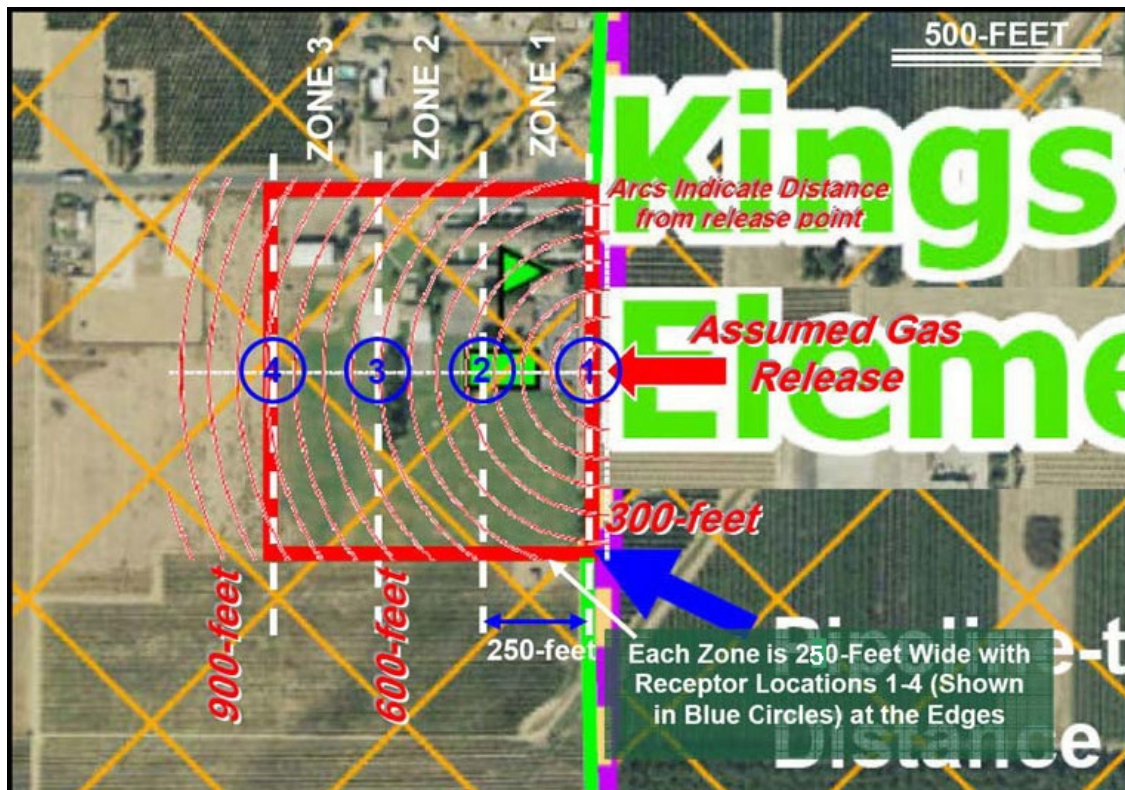 500-FEET
ZONE 3
ZONE 2
ZONE 1
Kings
Arcs Indicate Distance
from release point
Eleme
Assumed Gas
Release
4
3
2
1
300-feet
900-feet
600-feet
250-feet
Each Zone is 250-Feet Wide with
Receptor Locations 1-4 (Shown
in Blue Circles) at the Edges
Pipeline-t
Distance